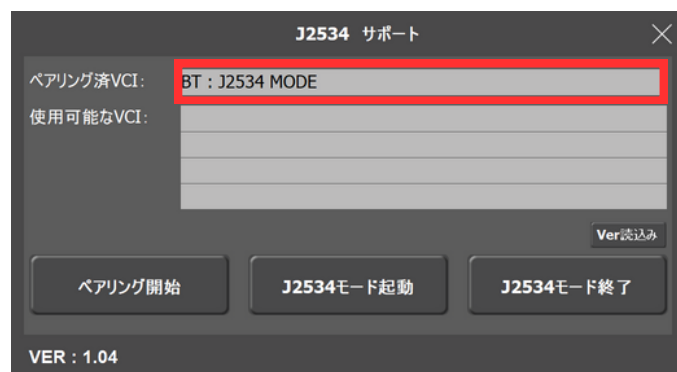 J2534 サポート
ペアリング済VCI:
BT : J2534 MODE
使用可能なVCI:
Ver読込み
ペアリング開始
J2534モード起動
J2534モード終了
VER : 1.04